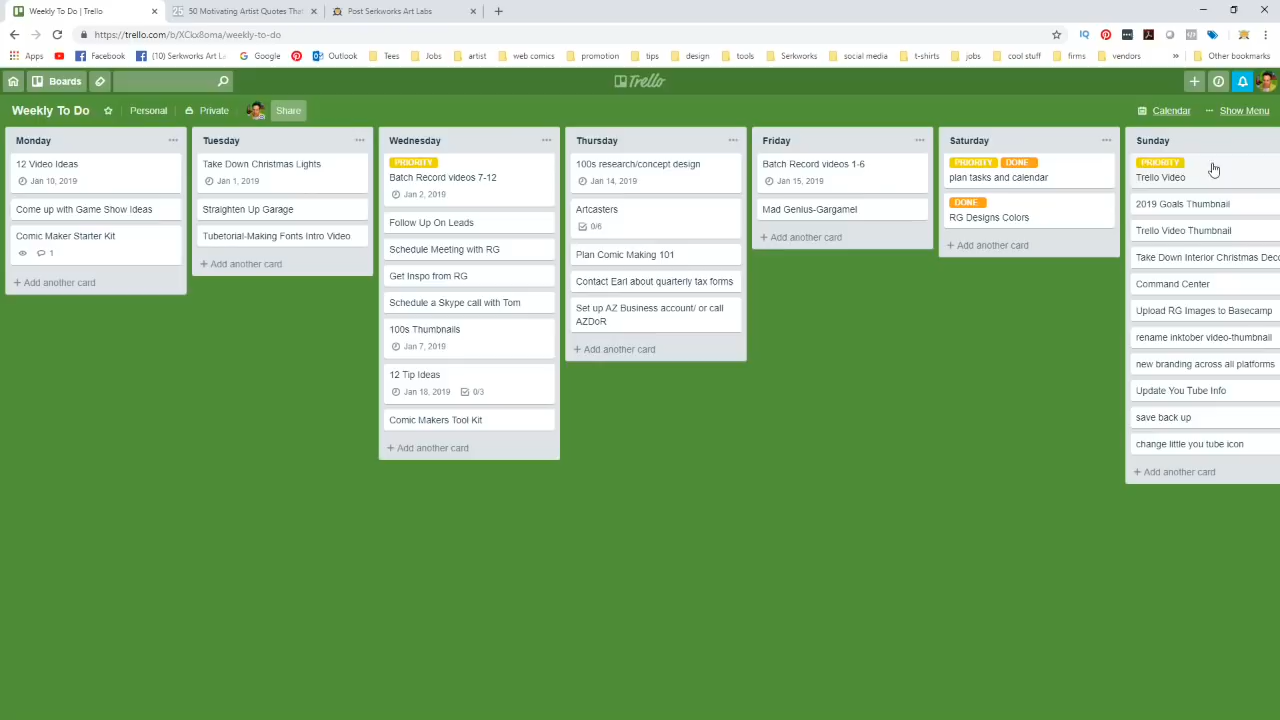 Weekly To Do | Trello
50 Motivating Artist Quotes Tha
Post Serkworks Art Labs
https://trello.com/b/XCkx8oma/weekly-to-do
Apps
Facebook
(10) Serkworks Art La
Google
Outlook
Tees
Jobs
artist
web comics
promotion
tips
design
tools
Serkworks
social media
t-shirts
jobs
cool stuff
firms
vendors
Other bookmarks
Boards
Trello
Weekly To Do
Personal
Private
Share
Calendar
Show Menu
Monday
12 Video Ideas
Jan 10, 2019
Come up with Game Show Ideas
Comic Maker Starter Kit
1
+ Add another card
Tuesday
Take Down Christmas Lights
Jan 1, 2019
Straighten Up Garage
Tubetorial-Making Fonts Intro Video
+ Add another card
Wednesday
PRIORITY
Batch Record videos 7-12
Jan 2, 2019
Follow Up On Leads
Schedule Meeting with RG
Get Inspo from RG
Schedule a Skype call with Tom
100s Thumbnails
Jan 7, 2019
12 Tip Ideas
Jan 18, 2019 0/3
Comic Makers Tool Kit
+ Add another card
Thursday
100s research/concept design
Jan 14, 2019
Artcasters
0/6
Plan Comic Making 101
Contact Earl about quarterly tax forms
Set up AZ Business account/ or call
AZDoR
+ Add another card
Friday
Batch Record videos 1-6
Jan 15, 2019
Mad Genius-Gargamel
+ Add another card
Saturday
PRIORITY DONE
plan tasks and calendar
DONE
RG Designs Colors
+ Add another card
Sunday
PRIORITY
Trello Video
2019 Goals Thumbnail
Trello Video Thumbnail
Take Down Interior Christmas Deco
Command Center
Upload RG Images to Basecamp
rename inktober video-thumbnail
new branding across all platforms
Update You Tube Info
save back up
change little you tube icon
+ Add another card